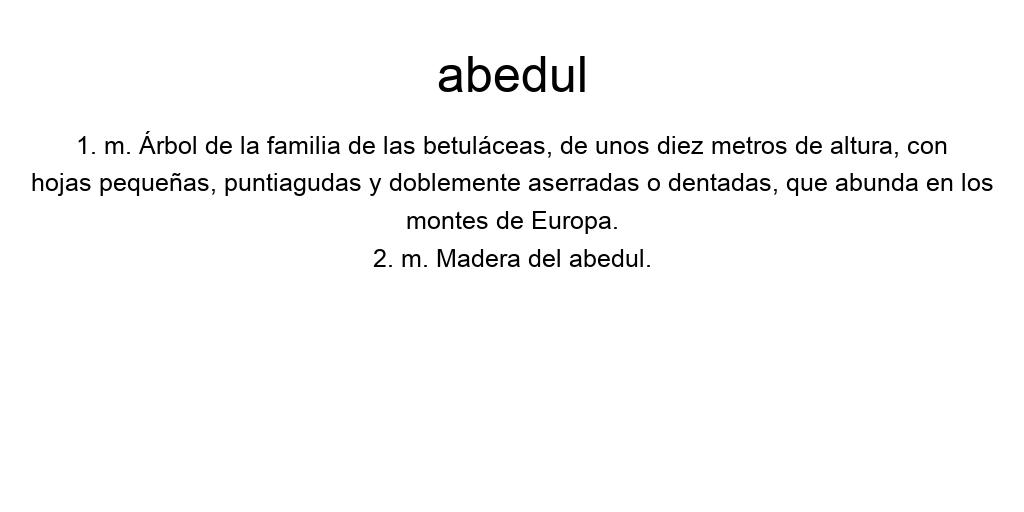 abedul
1. m. Árbol de la familia de las betuláceas, de unos diez metros de altura, con
hojas pequeñas, puntiagudas y doblemente aserradas o dentadas, que abunda en los
montes de Europa.
2. m. Madera del abedul.